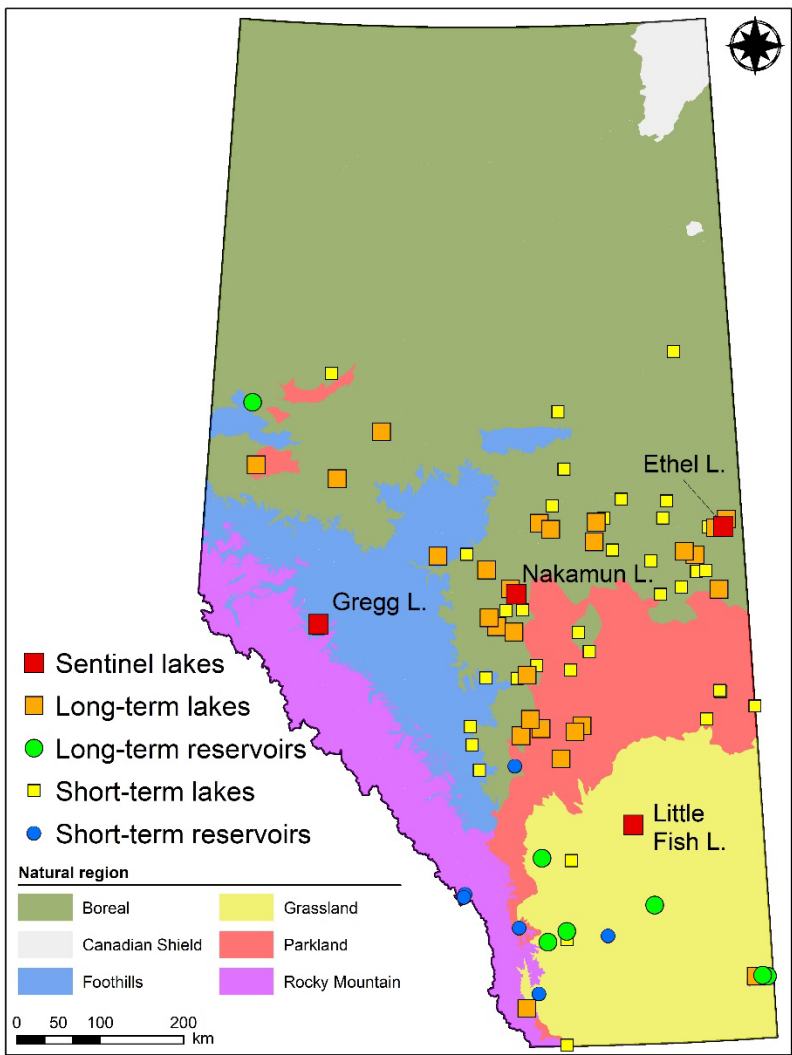 Ethel L.
Nakamun L.
Gregg L.
Sentinel lakes
Long-term lakes
Long-term reservoirs
Short-term lakes
Short-term reservoirs
Little
Fish L.
Natural region
Boreal
Grassland
Canadian Shield
Parkland
Foothills
Rocky Mountain
0 50 100 200
km